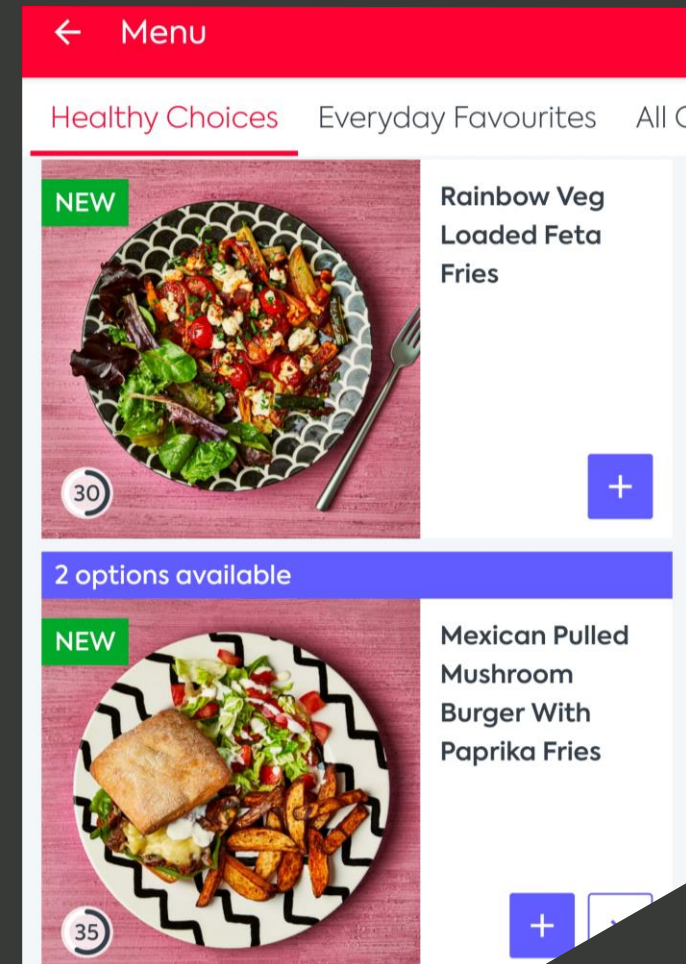 Menu
Healthy Choices Everyday Favourites All
NEW
Rainbow Veg
Loaded Feta
Fries
30
2 options available
NEW
Mexican Pulled
Mushroom
Burger With
Paprika Fries
35